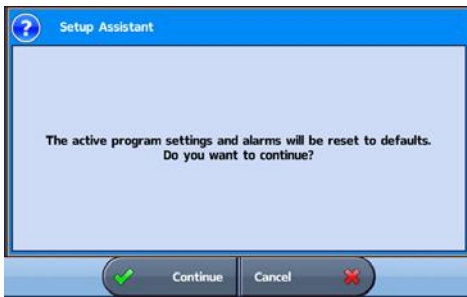 Setup Assistant
The active program settings and alarms will be reset to defaults.
Do you want to continue?
Continue Cancel